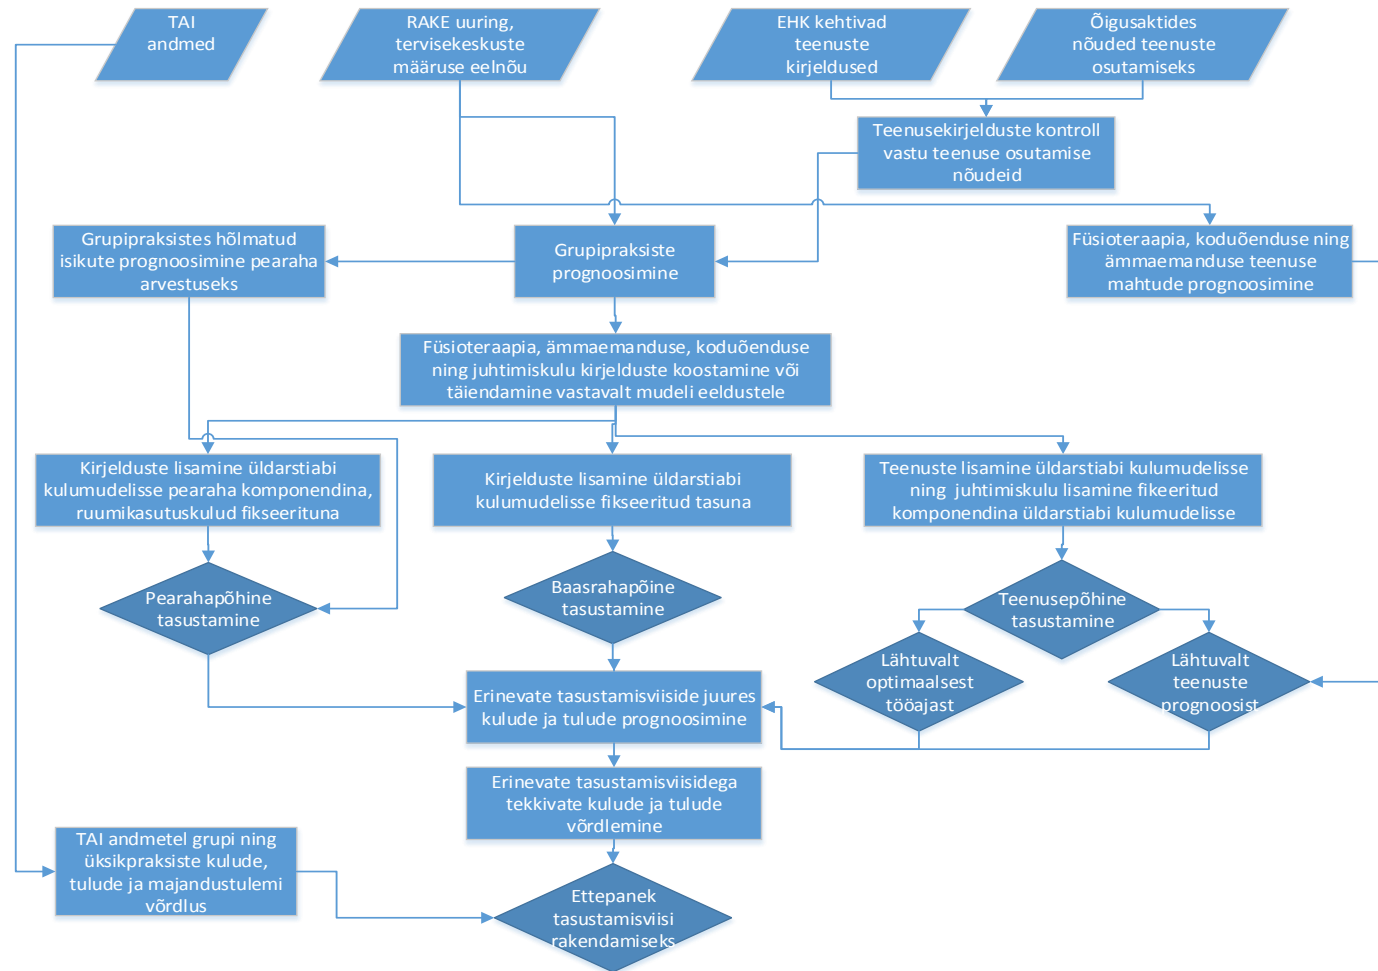 TAI
andmed
RAKE uuring,
tervisekeskuste
määruse eelnõu
EHK kehtivad
teenuste
kirjeldused
Õigusaktides
nõuded teenuste
osutamiseks
Teenusekirjelduste kontroll
vastu teenuse osutamise
nõudeid
Grupipraksistes hõlmatud
isikute prognoosimine pearaha
arvestuseks
Grupipraksiste
prognoosimine
Füsioteraapia, koduõenduse ning
ämmaemanduse teenuse
mahtude prognoosimine
Füsioteraapia, ämmaemanduse, koduõenduse
ning juhtimiskulu kirjelduste koostamine või
täiendamine vastavalt mudeli eeldustele
Kirjelduste lisamine üldarstiabi
kulumudelisse pearaha komponendina,
ruumikasutuskulud fikseerituna
Kirjelduste lisamine üldarstiabi
kulumudelisse fikseeritud tasuna
Teenuste lisamine üldarstiabi kulumudelisse
ning juhtimiskulu lisamine fikeeritud
komponendina üldarstiabi kulumudelisse
Pearahapõhine
tasustamine
Baasrahapõine
tasustamine
Teenusepõhine
tasustamine
Lähtuvalt
optimaalsest
tööajast
Lähtuvalt
teenuste
prognoosist
Erinevate tasustamisviiside juures
kulude ja tulude prognoosimine
Erinevate tasustamisviisidega
tekkivate kulude ja tulude
võrdlemine
TAI andmetel grupi ning
üksikpraksiste kulude,
tulude ja majandustulemi
võrdlus
Ettepanek
tasustamisviisi
rakendamiseks